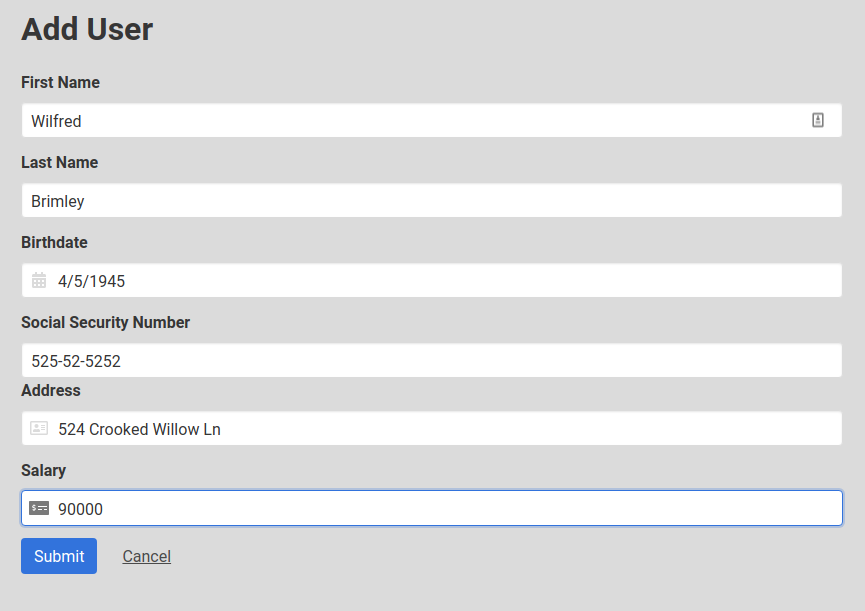 Add User
First Name
Wilfred
Last Name
Brimley
Birthdate
4/5/1945
Social Security Number
525-52-5252
Address
524 Crooked Willow Ln
Salary
90000
Submit Cancel